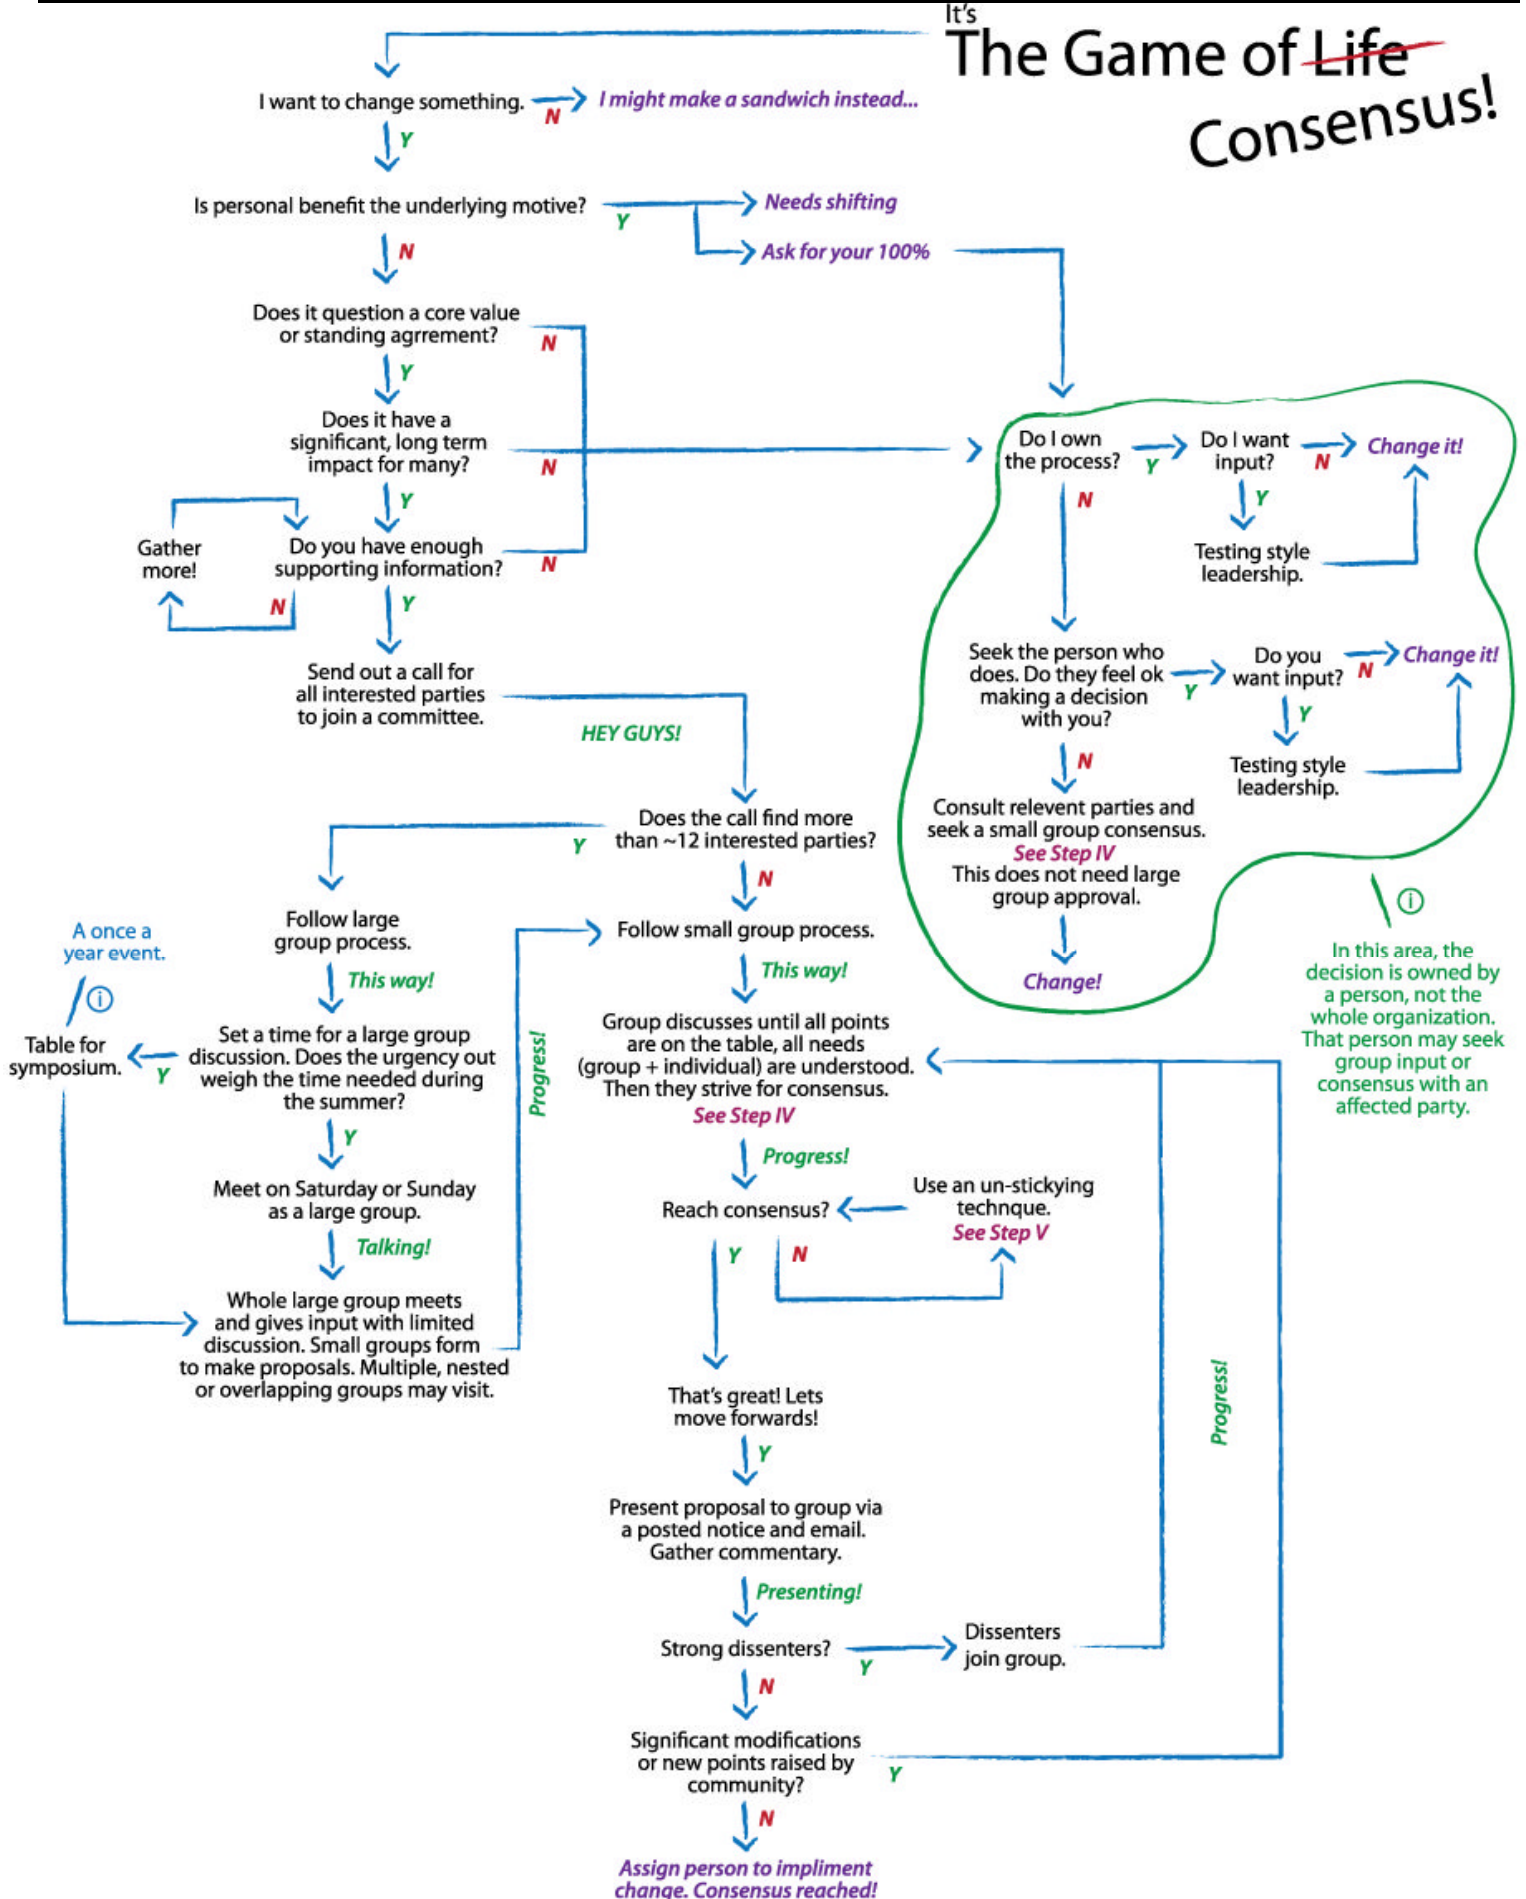 It's
The Game of Life
Consensus!
I want to change something.
N
I might make a sandwich instead...
Y
Is personal benefit the underlying motive?
Y
Needs shifting
Ask for your 100%
N
Does it question a core value
or standing agrrement?
N
Y
Does it have a
significant, long term
impact for many?
N
Y
Gather
more!
Do you have enough
supporting information?
N
N
Y
Send out a call for
all interested parties
to join a committee.
HEY GUYS!
Do I own
the process?
Y
Do I want
input?
N
Change it!
Y
Testing style
leadership.
N
Seek the person who
does. Do they feel ok
making a decision
with you?
Y
Do you
want input?
N
Change it!
Y
Testing style
leadership.
N
Consult relevent parties and
seek a small group consensus.
See Step IV
This does not need large
group approval.
Change!
i
In this area, the
decision is owned by
a person, not the
whole organization.
That person may seek
group input or
consensus with an
affected party.
Does the call find more
than ~12 interested parties?
Y
N
Follow large
group process.
This way!
A once a
year event.
i
Table for
symposium.
Y
Set a time for a large group
discussion. Does the urgency out
weigh the time needed during
the summer?
Y
Meet on Saturday or Sunday
as a large group.
Talking!
Whole large group meets
and gives input with limited
discussion. Small groups form
to make proposals. Multiple, nested
or overlapping groups may visit.
Progress!
Follow small group process.
This way!
Group discusses until all points
are on the table, all needs
(group + individual) are understood.
Then they strive for consensus.
See Step IV
Progress!
Reach consensus?
Use an un-stickying
technque.
See Step V
Y
N
That's great! Lets
move forwards!
Y
Present proposal to group via
a posted notice and email.
Gather commentary.
Presenting!
Strong dissenters?
Y
Dissenters
join group.
Progress!
N
Significant modifications
or new points raised by
community?
Y
N
Assign person to impliment
change. Consensus reached!